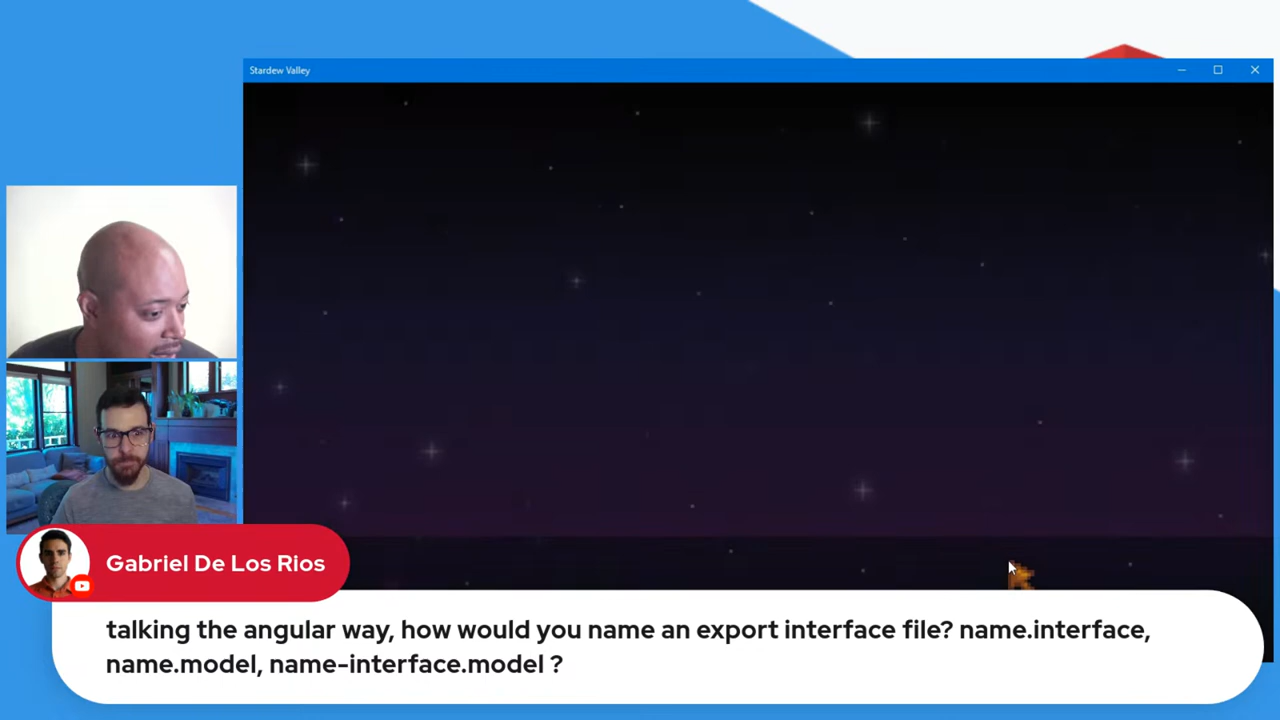 Stardew Valley
Gabriel De Los Rios
talking the angular way, how would you name an export interface file? name.interface,
name.model, name-interface.model ?